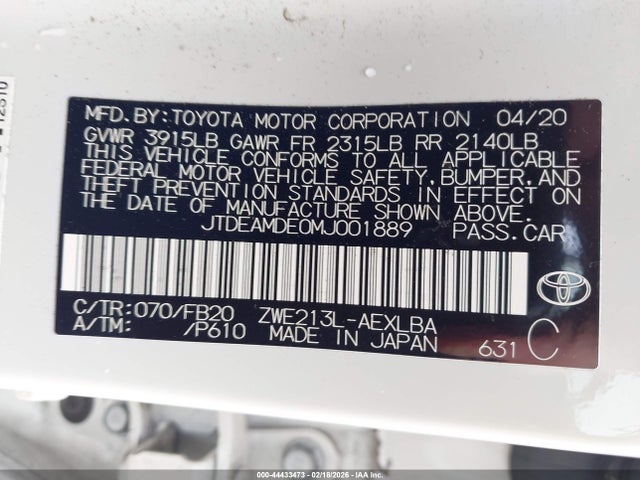 MFD. BY: TOYOTA MOTOR CORPORATION 04/20
GVWR 3915LB GAWR FR 2315LB RR 2140LB
THIS VEHICLE CONFORMS TO ALL APPLICABLE
FEDERAL MOTOR VEHICLE SAFETY, BUMPER, AND
THEFT PREVENTION STANDARDS IN EFFECT ON
THE DATE OF MANUFACTURE SHOWN ABOVE.
JTDEAMDE0MJ001889 PASS. CAR
C/TR: 070/FB20 ZWE213L-AEXLBA
A/TM: /P610 MADE IN JAPAN 631 C
000-44433473 - 02/18/2026 - IAA Holdings, LLC